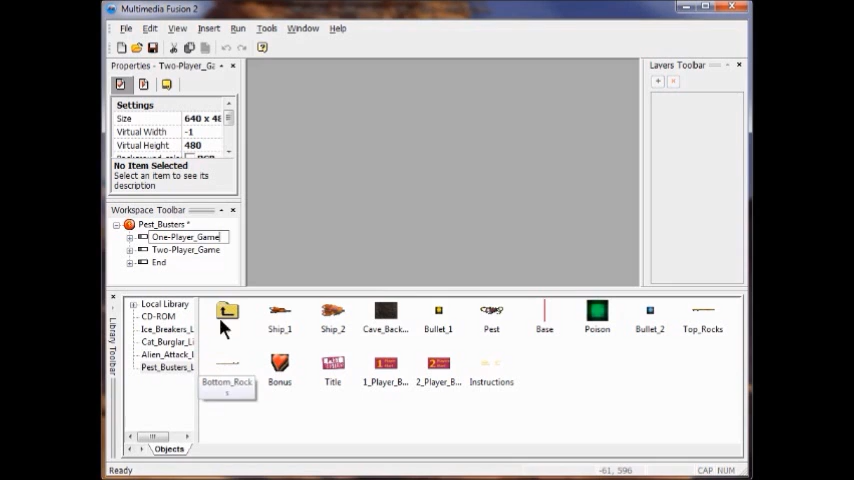 Multimedia Fusion 2
File Edit View Insert Run Tools Window Help
Properties - Two-Player_Ga
Layers Toolbar
Settings
Size 640 x 48
Virtual Width -1
Virtual Height 480
No Item Selected
Select an item to see its
description
Workspace Toolbar
Pest_Busters *
One-Player_Game
Two-Player_Game
End
Library Toolbar
Local Library
CD-ROM
Ice_Breakers_L
Cat_Burglar_Li
Alien_Attack_L
Pest_Busters_L
Ship_1 Ship_2 Cave_Back... Bullet_1 Pest Base Poison Bullet_2 Top_Rocks
Bottom_Rock
s
Bonus Title 1_Player_B... 2_Player_B... Instructions
Objects
Ready -61, 596 CAP NUM